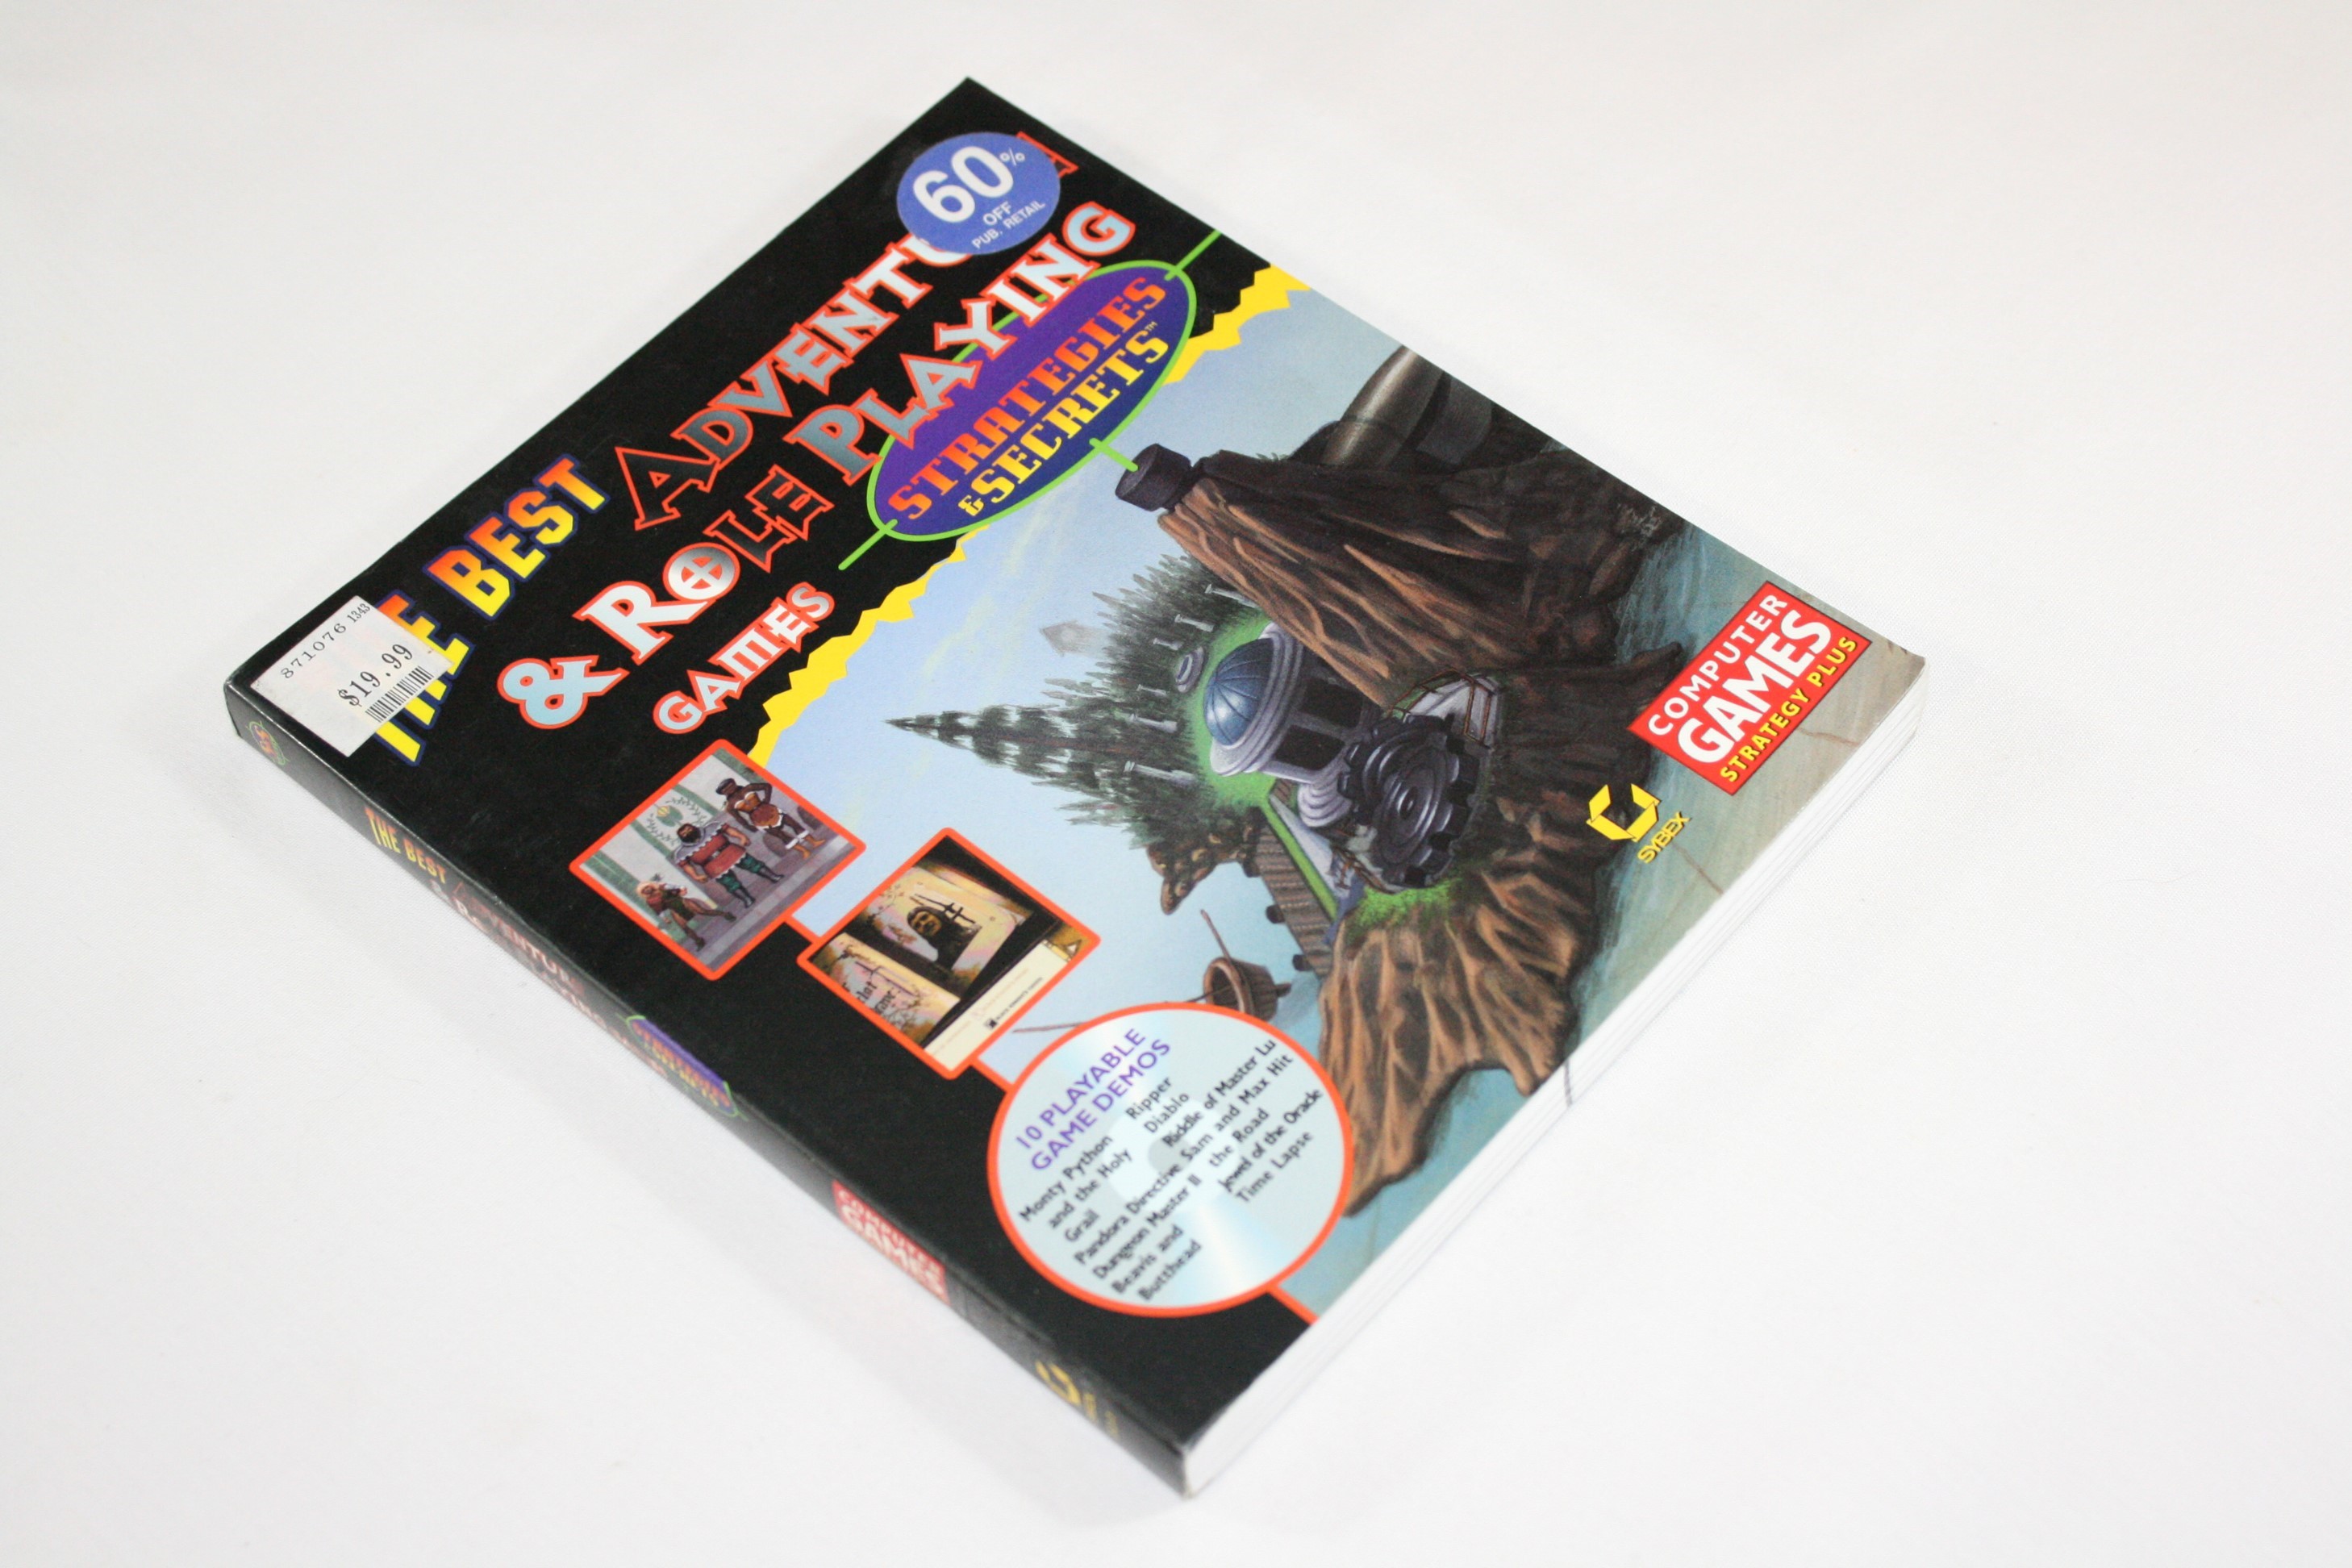 60%
OFF
PUB. RETAIL
THE BEST ADVENTU
& ROLE PLAYING
GAMES
STRATEGIES
& SECRETS™
871076 1343
$19.99
COMPUTER
GAMES
STRATEGY PLUS
SYBEX
10 PLAYABLE
GAME DEMOS
Monty Python
and the Holy
Grail
Pandora Directive
Dungeon Master II
Beavis and
Butthead
Ripper
Diablo
Riddle of Master Lu
Sam and Max Hit
the Road
Jewel of the Oracle
Time Lapse
THE BEST ADVENTURE
COMPUTER
GAMES